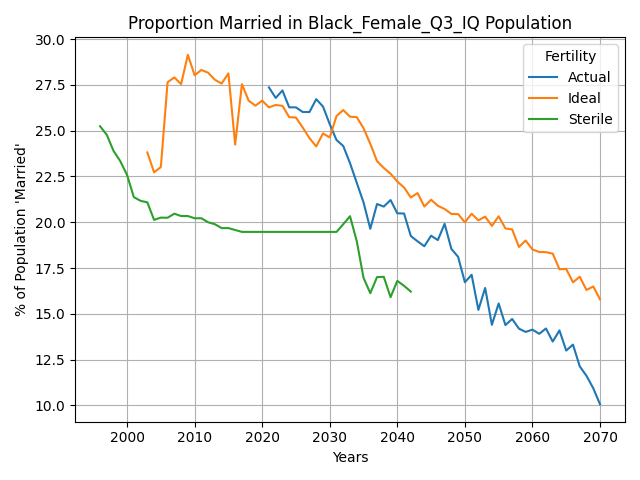 Proportion Married in Black_Female_Q3_IQ Population
% of Population 'Married'
30.0
27.5
25.0
22.5
20.0
17.5
15.0
12.5
10.0
Fertility
Actual
Ideal
Sterile
2000
2010
2020
2030
2040
2050
2060
2070
Years